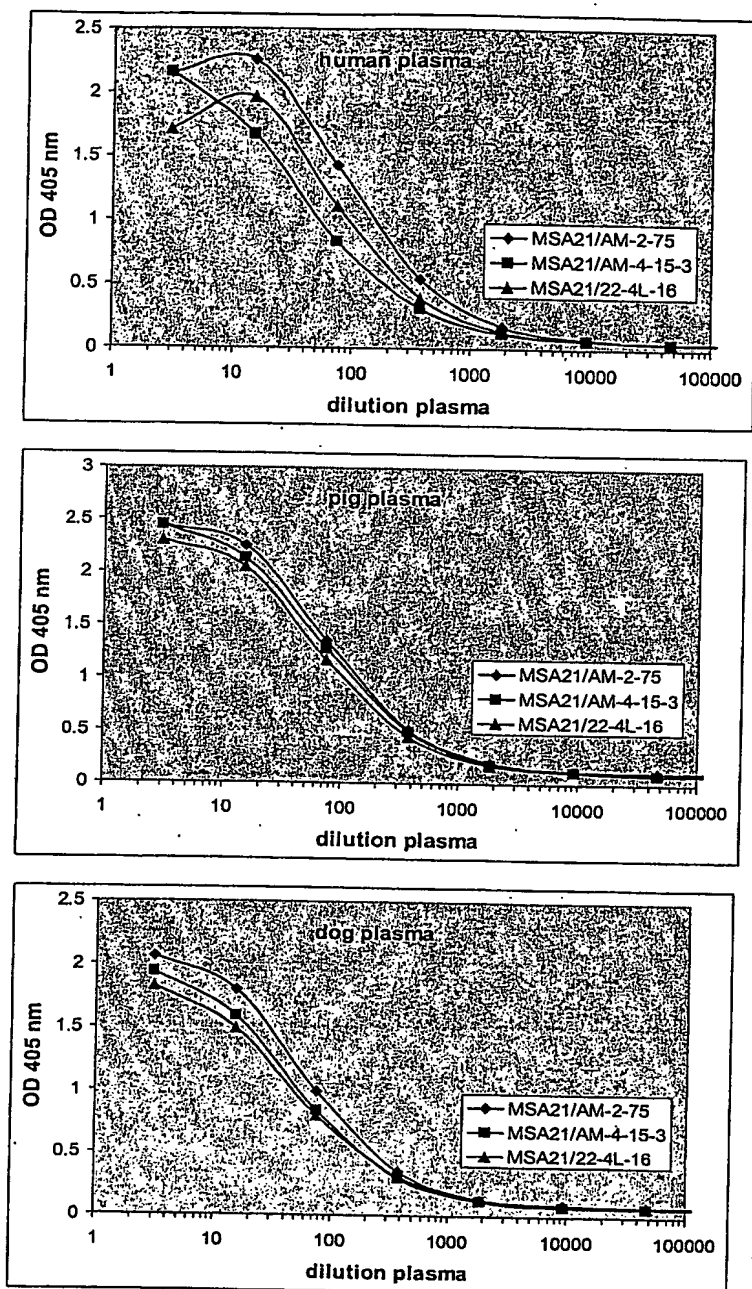 human plasma
2.5
2
1.5
1
0.5
0
OD 405 nm
MSA21/AM-2-75
MSA21/AM-4-15-3
MSA21/22-4L-16
1 10 100 1000 10000 100000
dilution plasma
pig plasma
3
2.5
2
1.5
1
0.5
0
OD 405 nm
MSA21/AM-2-75
MSA21/AM-4-15-3
MSA21/22-4L-16
1 10 100 1000 10000 100000
dilution plasma
dog plasma
2.5
2
1.5
1
0.5
0
OD 405 nm
MSA21/AM-2-75
MSA21/AM-4-15-3
MSA21/22-4L-16
1 10 100 1000 10000 100000
dilution plasma